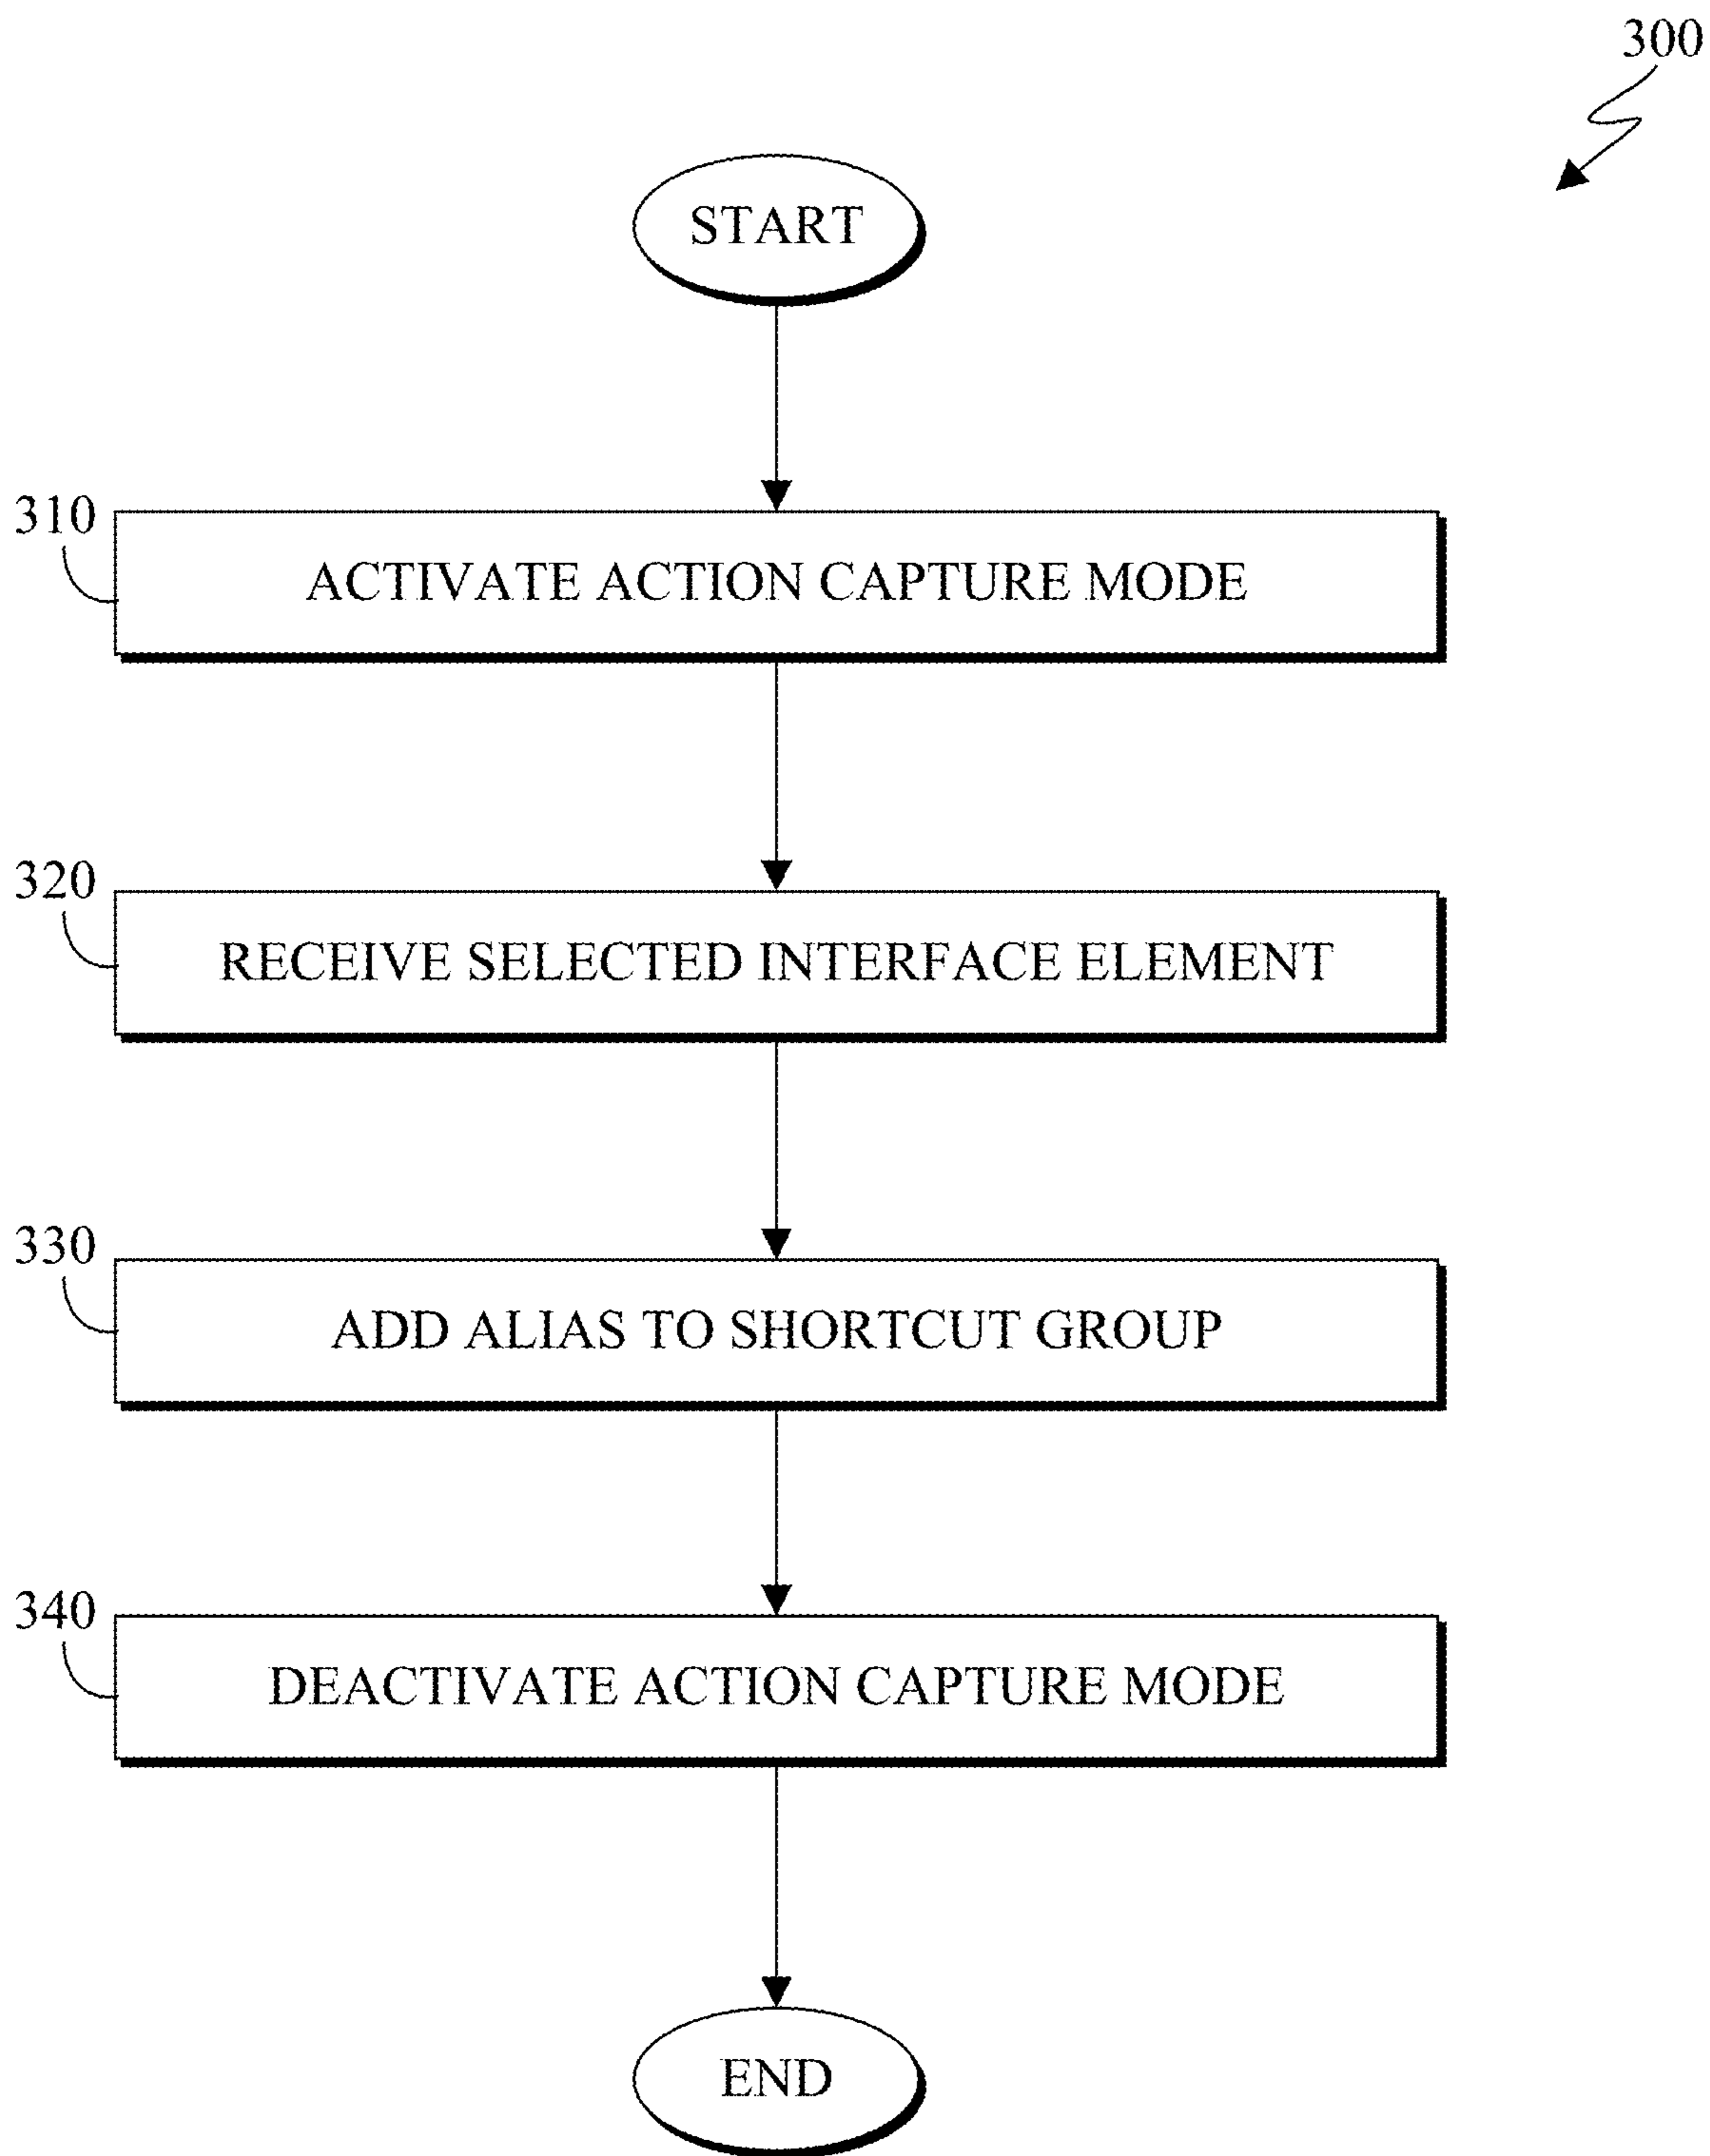 300
START
310
ACTIVATE ACTION CAPTURE MODE
320
RECEIVE SELECTED INTERFACE ELEMENT
330
ADD ALIAS TO SHORTCUT GROUP
340
DEACTIVATE ACTION CAPTURE MODE
END